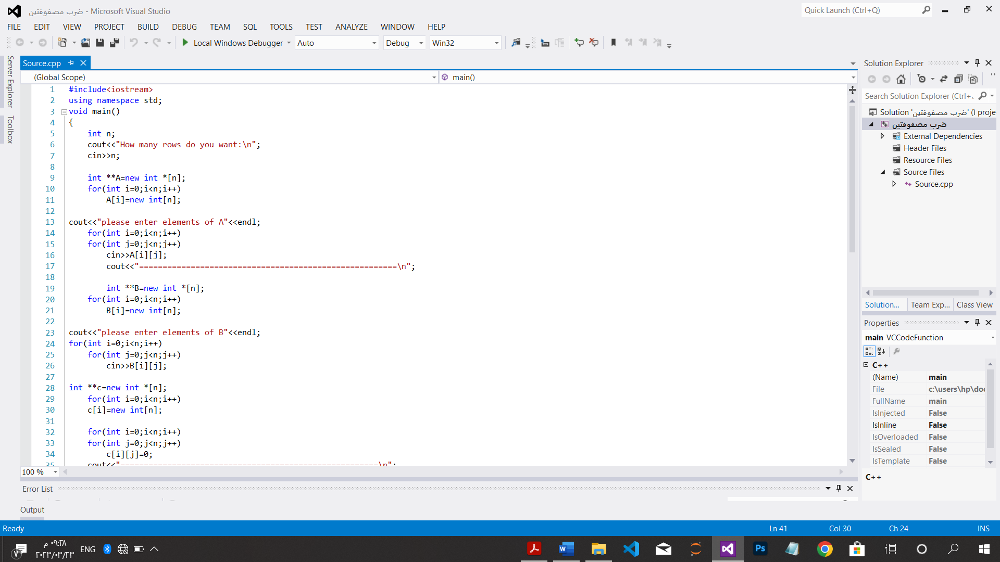 ضرب مصفوفتين - Microsoft Visual Studio
Quick Launch (Ctrl+Q)
FILE EDIT VIEW PROJECT BUILD DEBUG TEAM SQL TOOLS TEST ANALYZE WINDOW HELP
Local Windows Debugger Auto Debug Win32
Server Explorer
Toolbox
Source.cpp
(Global Scope) main()
1 #include<iostream>
2 using namespace std;
3 void main()
4 {
5 int n;
6 cout<<"How many rows do you want:\n";
7 cin>>n;
8
9 int **A=new int *[n];
10 for(int i=0;i<n;i++)
11 A[i]=new int[n];
12
13 cout<<"please enter elements of A"<<endl;
14 for(int i=0;i<n;i++)
15 for(int j=0;j<n;j++)
16 cin>>A[i][j];
17 cout<<"=======================================================\n";
18
19 int **B=new int *[n];
20 for(int i=0;i<n;i++)
21 B[i]=new int[n];
22
23 cout<<"please enter elements of B"<<endl;
24 for(int i=0;i<n;i++)
25 for(int j=0;j<n;j++)
26 cin>>B[i][j];
27
28 int **c=new int *[n];
29 for(int i=0;i<n;i++)
30 c[i]=new int[n];
31
32 for(int i=0;i<n;i++)
33 for(int j=0;j<n;j++)
34 c[i][j]=0;
35 cout<<"=======================================================\n";
100 %
Error List
Output
Solution Explorer
Search Solution Explorer (Ctrl+
Solution 'ضرب مصفوفتين' (١ proje
ضرب مصفوفتين
External Dependencies
Header Files
Resource Files
Source Files
Source.cpp
Solution... Team Exp... Class View
Properties
main VCCodeFunction
C++
(Name) main
File c:\users\hp\doc
FullName main
IsInjected False
IsInline False
IsOverloaded False
IsSealed False
IsTemplate False
C++
Ready Ln 41 Col 30 Ch 24 INS
٧
٠٩:٢٨ م
٢٠٢٣/٠٣/٢٣
ENG
Ps